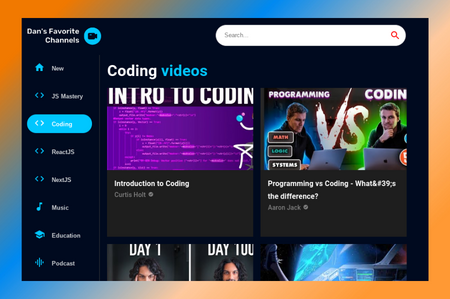 Dan's Favorite
Channels
Search...
New
JS Mastery
Coding
ReactJS
NextJS
Music
Education
Podcast
Coding videos
INTRO TO CODIN
Introduction to Coding
Curtis Holt
PROGRAMMING
CODIN
VS
MATH
LOGIC
SYSTEMS
Programming vs Coding - What&#39;s
the difference?
Aaron Jack
DAY 1
DAY 100